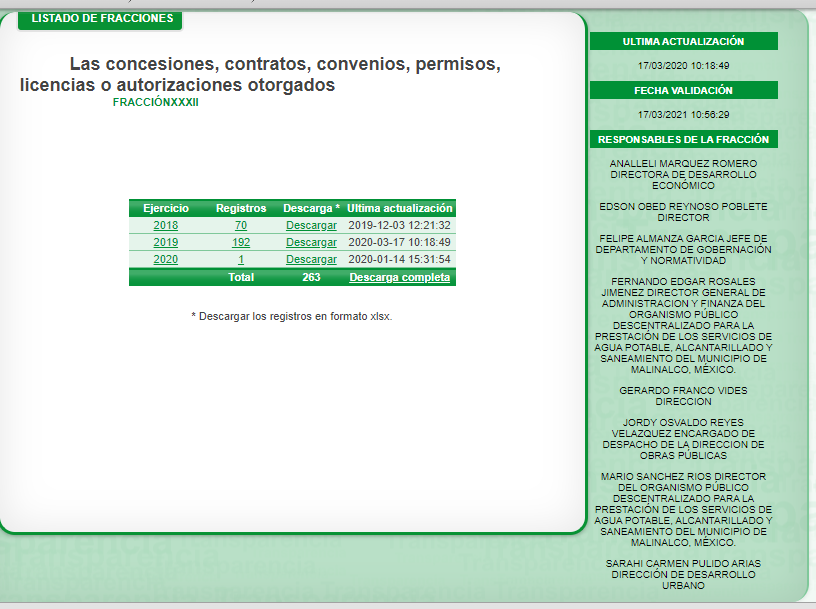 LISTADO DE FRACCIONES
Las concesiones, contratos, convenios, permisos,
licencias o autorizaciones otorgados
FRACCIÓNXXXII
Ejercicio Registros Descarga * Ultima actualización
2018 70 Descargar 2019-12-03 12:21:32
2019 192 Descargar 2020-03-17 10:18:49
2020 1 Descargar 2020-01-14 15:31:54
Total 263 Descarga completa
* Descargar los registros en formato xlsx.
ULTIMA ACTUALIZACIÓN
17/03/2020 10:18:49
FECHA VALIDACIÓN
17/03/2021 10:56:29
RESPONSABLES DE LA FRACCIÓN
ANALLELI MARQUEZ ROMERO
DIRECTORA DE DESARROLLO
ECONÓMICO
EDSON OBED REYNOSO POBLETE
DIRECTOR
FELIPE ALMANZA GARCIA JEFE DE
DEPARTAMENTO DE GOBERNACIÓN
Y NORMATIVIDAD
FERNANDO EDGAR ROSALES
JIMENEZ DIRECTOR GENERAL DE
ADMINISTRACION Y FINANZA DEL
ORGANISMO PÚBLICO
DESCENTRALIZADO PARA LA
PRESTACIÓN DE LOS SERVICIOS DE
AGUA POTABLE, ALCANTARILLADO Y
SANEAMIENTO DEL MUNICIPIO DE
MALINALCO, MÉXICO.
GERARDO FRANCO VIDES
DIRECCION
JORDY OSVALDO REYES
VELAZQUEZ ENCARGADO DE
DESPACHO DE LA DIRECCION DE
OBRAS PÚBLICAS
MARIO SANCHEZ RIOS DIRECTOR
DEL ORGANISMO PÚBLICO
DESCENTRALIZADO PARA LA
PRESTACIÓN DE LOS SERVICIOS DE
AGUA POTABLE, ALCANTARILLADO Y
SANEAMIENTO DEL MUNICIPIO DE
MALINALCO, MÉXICO.
SARAHI CARMEN PULIDO ARIAS
DIRECCIÓN DE DESARROLLO
URBANO